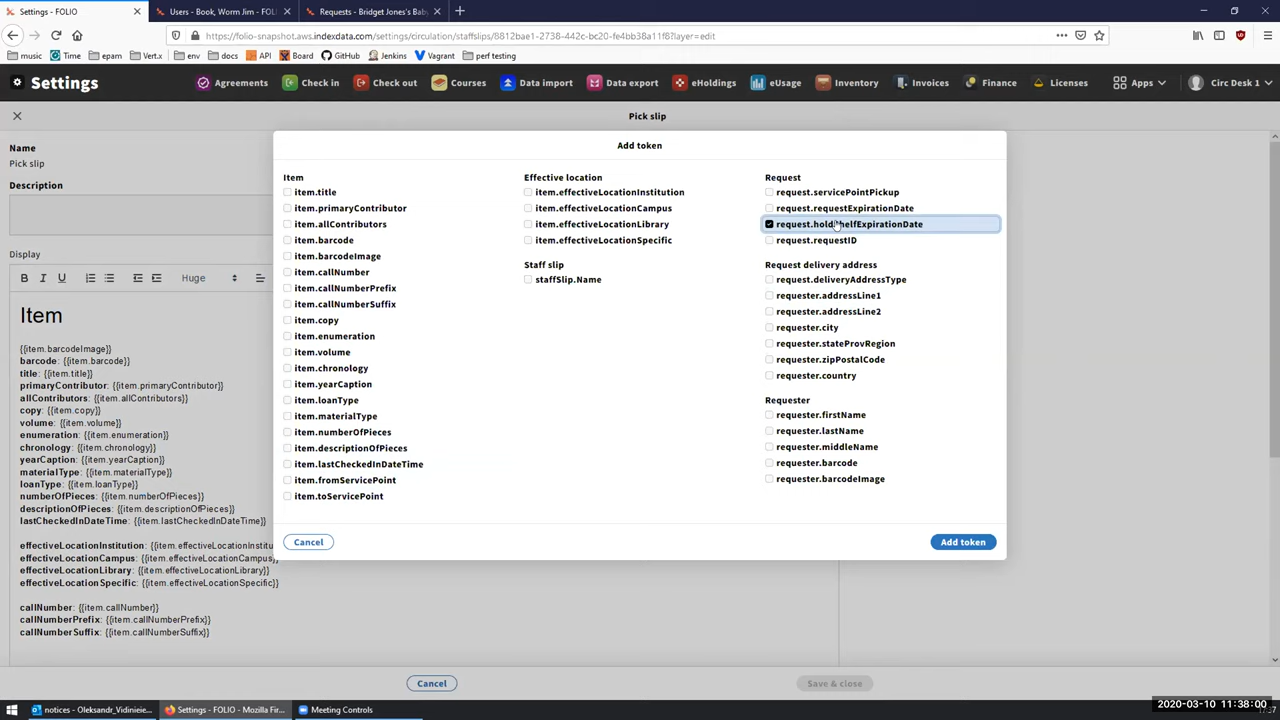 Settings - FOLIO
Users - Book, Worm Jim - FOLI
Requests - Bridget Jones's Baby
https://folio-snapshot.aws.indexdata.com/settings/circulation/staffslips/8812bae1-2738-442c-bc20-fe4bb38a11f6?layer=edit
music
Time
epam
Vert.x
env
docs
API
Board
GitHub
Jenkins
Vagrant
perf testing
Settings
Agreements
Check in
Check out
Courses
Data import
Data export
eHoldings
eUsage
Inventory
Invoices
Finance
Licenses
Apps
Circ Desk 1
Pick slip
Name
Pick slip
Description
Display
B I U
Huge
Item
{{item.barcodeImage}}
barcode: {{item.barcode}}
title: {{item.title}}
primaryContributor: {{item.primaryContributor}}
allContributors: {{item.allContributors}}
copy: {{item.copy}}
volume: {{item.volume}}
enumeration: {{item.enumeration}}
chronology: {{item.chronology}}
yearCaption: {{item.yearCaption}}
materialType: {{item.materialType}}
loanType: {{item.loanType}}
numberOfPieces: {{item.numberOfPieces}}
descriptionOfPieces: {{item.descriptionOfPieces}}
lastCheckedInDateTime: {{item.lastCheckedInDateTime}}
effectiveLocationInstitution: {{item.effectiveLocationInstitu
effectiveLocationCampus: {{item.effectiveLocationCampus}}
effectiveLocationLibrary: {{item.effectiveLocationLibrary}}
effectiveLocationSpecific: {{item.effectiveLocationSpecific}}
callNumber: {{item.callNumber}}
callNumberPrefix: {{item.callNumberPrefix}}
callNumberSuffix: {{item.callNumberSuffix}}
Add token
Item
item.title
item.primaryContributor
item.allContributors
item.barcode
item.barcodeImage
item.callNumber
item.callNumberPrefix
item.callNumberSuffix
item.copy
item.enumeration
item.volume
item.chronology
item.yearCaption
item.loanType
item.materialType
item.numberOfPieces
item.descriptionOfPieces
item.lastCheckedInDateTime
item.fromServicePoint
item.toServicePoint
Effective location
item.effectiveLocationInstitution
item.effectiveLocationCampus
item.effectiveLocationLibrary
item.effectiveLocationSpecific
Staff slip
staffSlip.Name
Request
request.servicePointPickup
request.requestExpirationDate
request.holdShelfExpirationDate
request.requestID
Request delivery address
request.deliveryAddressType
requester.addressLine1
requester.addressLine2
requester.city
requester.stateProvRegion
requester.zipPostalCode
requester.country
Requester
requester.firstName
requester.lastName
requester.middleName
requester.barcode
requester.barcodeImage
Cancel
Add token
Cancel
Save & close
notices - Oleksandr_Vidinieie...
Settings - FOLIO - Mozilla Fir...
Meeting Controls
2020-03-10 11:38:00